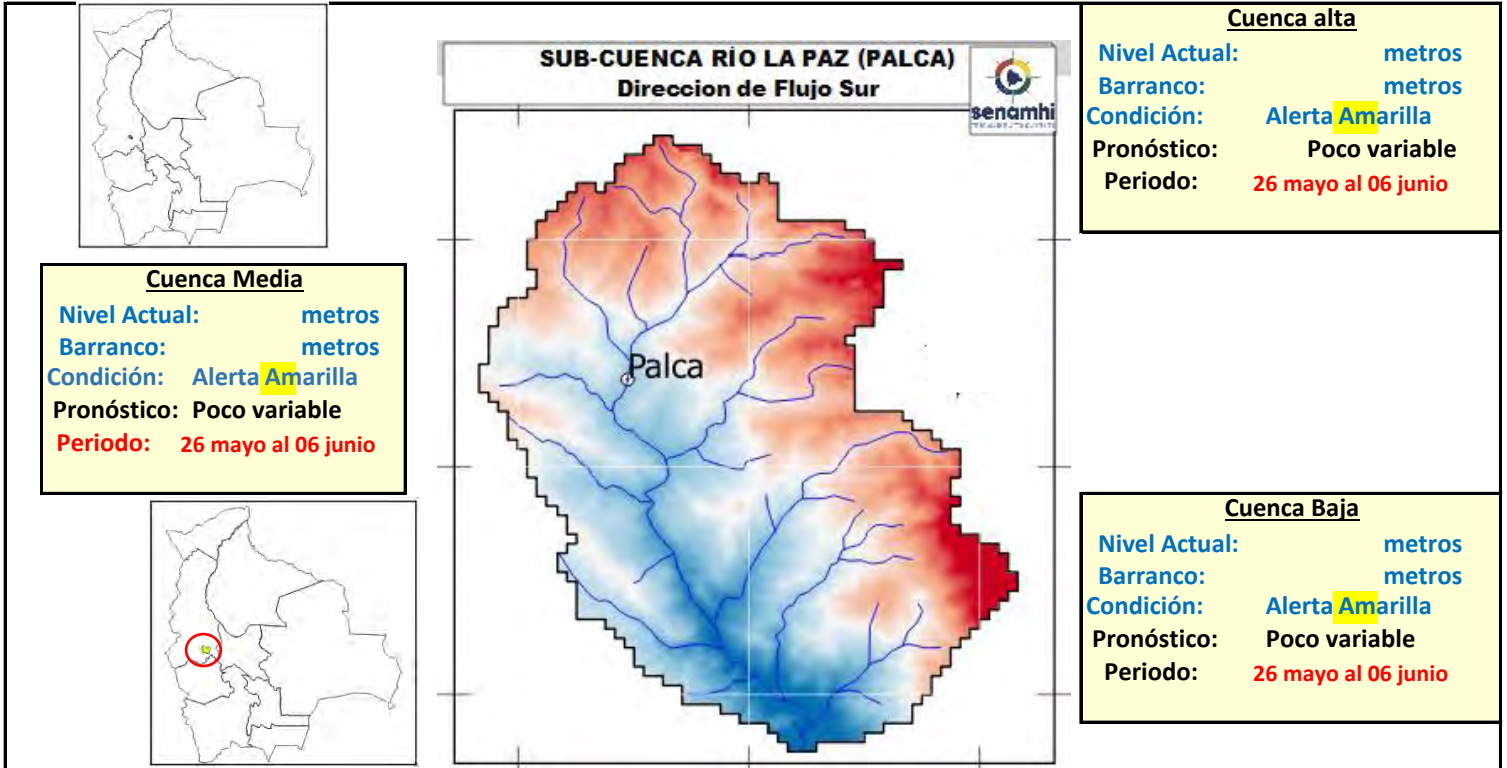 SUB-CUENCA RÍO LA PAZ (PALCA)
Direccion de Flujo Sur
senamhi
Palca
Cuenca alta
Nivel Actual: metros
Barranco: metros
Condición: Alerta Amarilla
Pronóstico: Poco variable
Periodo: 26 mayo al 06 junio
Cuenca Media
Nivel Actual: metros
Barranco: metros
Condición: Alerta Amarilla
Pronóstico: Poco variable
Periodo: 26 mayo al 06 junio
Cuenca Baja
Nivel Actual: metros
Barranco: metros
Condición: Alerta Amarilla
Pronóstico: Poco variable
Periodo: 26 mayo al 06 junio